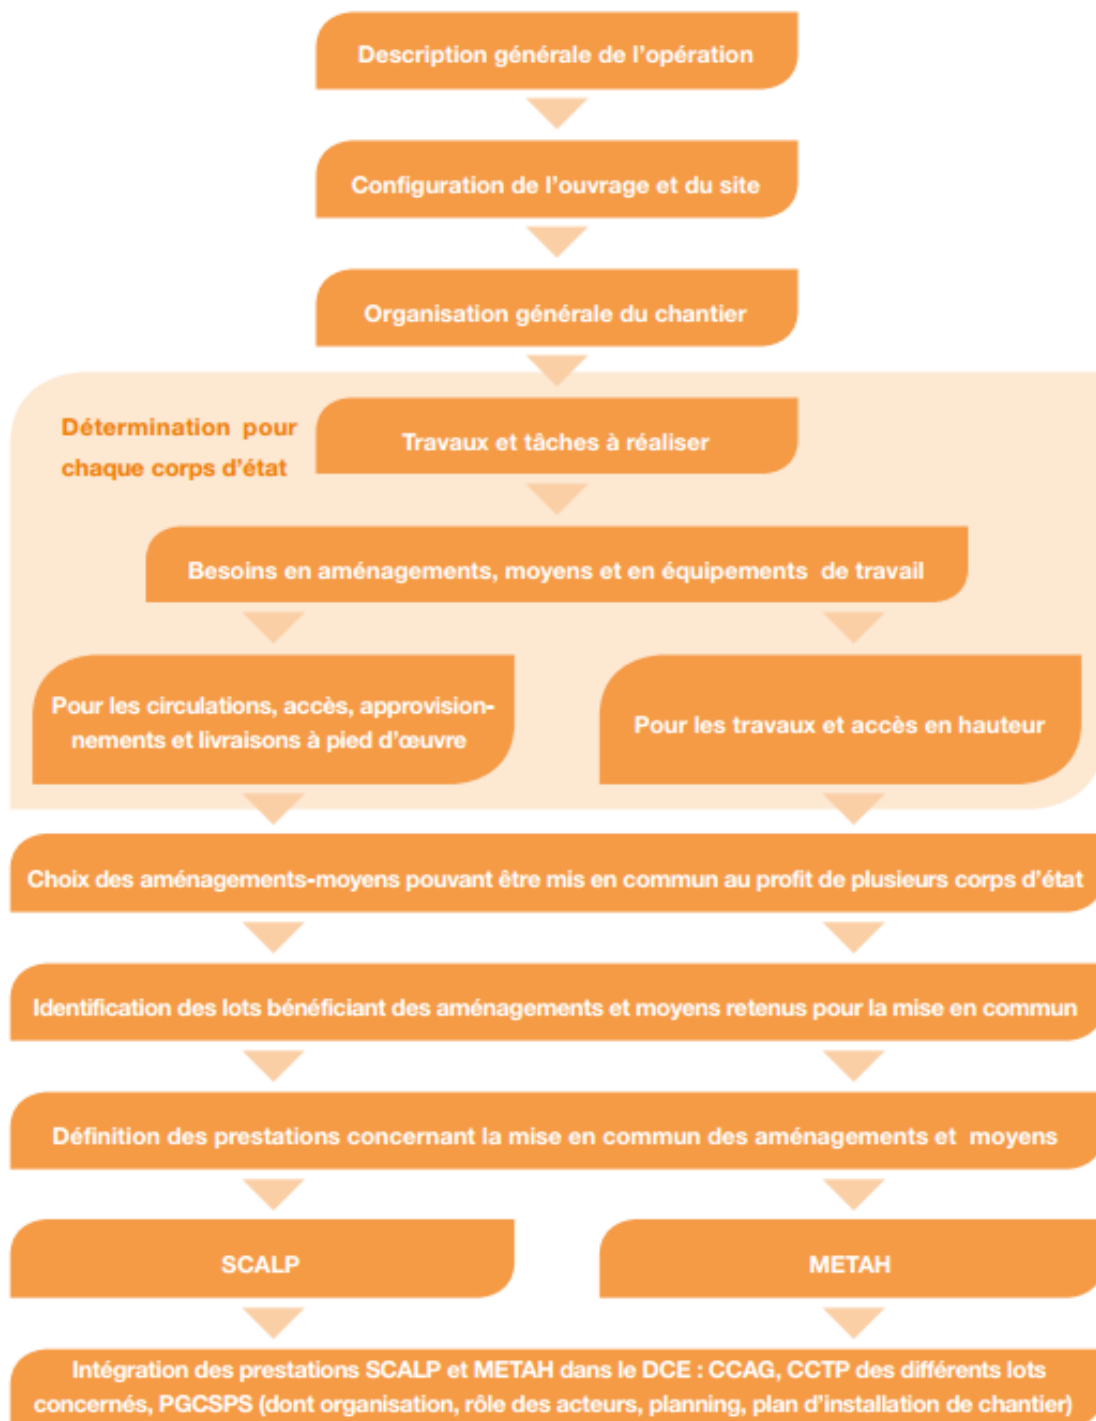 Description générale de l'opération
Configuration de l'ouvrage et du site
Organisation générale du chantier
Détermination pour
chaque corps d'état
Travaux et tâches à réaliser
Besoins en aménagements, moyens et en équipements de travail
Pour les circulations, accès, approvision-
nements et livraisons à pied d'œuvre
Pour les travaux et accès en hauteur
Choix des aménagements-moyens pouvant être mis en commun au profit de plusieurs corps d'état
Identification des lots bénéficiant des aménagements et moyens retenus pour la mise en commun
Définition des prestations concernant la mise en commun des aménagements et moyens
SCALP
METAH
Intégration des prestations SCALP et METAH dans le DCE : CCAG, CCTP des différents lots
concernés, PGCSPS (dont organisation, rôle des acteurs, planning, plan d'installation de chantier)